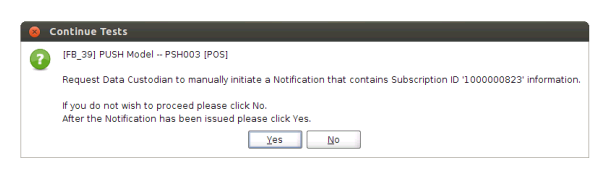 Continue Tests
[FB_39] PUSH Model -- PSH003 [POS]
Request Data Custodian to manually initiate a Notification that contains Subscription ID '1000000823' information.
If you do not wish to proceed please click No.
After the Notification has been issued please click Yes.
Yes No